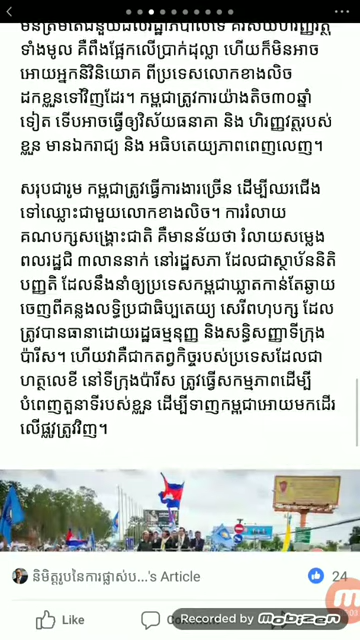 ទាំងមូល គឺពឹងផ្អែកលើប្រាក់ដុល្លា ហើយក៏មិនអាច
អោយអ្នកនិវិនិយោគ ពីប្រទេសលោកខាងលិច
ដកខ្លួនទៅវិញដែរ។ កម្ពុជាត្រូវការយ៉ាងតិច៣០ឆ្នាំ
ទៀត ទើបអាចធ្វើឲ្យវិស័យធនាគា និង ហិរញ្ញវត្ថុរបស់
ខ្លួន មានឯករាជ្យ និង អធិបតេយ្យភាពពេញលេញ។
សរុបជារួម កម្ពុជាត្រូវធ្វើការងារច្រើន ដើម្បីឈរជើង
ទៅឈ្លោះជាមួយលោកខាងលិច។ ការរំលាយ
គណបក្សសង្គ្រោះជាតិ គឺមានន័យថា រំលាយសម្លេង
ពលរដ្ឋជិ ៣លាននាក់ នៅរដ្ឋសភា ដែលជាស្ថាប័ននិតិ
បញ្ញតិ ដែលនឹងនាំឲ្យប្រទេសកម្ពុជាឃ្លាតកាន់តែឆ្ងាយ
ចេញពីគន្លងលទ្ធិប្រជាធិប្បតេយ្យ សេរីពហុបក្ស ដែល
ត្រូវបានធានាដោយរដ្ឋធម្មនុញ្ញ និងសន្ធិសញ្ញាទីក្រុង
ប៉ារីស។ ហើយវាគឺជាកតព្វកិច្ចរបស់ប្រទេសដែលជា
ហត្ថលេខី នៅទីក្រុងប៉ារីស ត្រូវធ្វើសកម្មភាពដើម្បី
បំពេញតួនាទីរបស់ខ្លួន ដើម្បីទាញកម្ពុជាអោយមកដើរ
លើផ្លូវត្រូវវិញ។
និមិត្តរូបនៃការផ្លាស់ប...'s Article
24
Like
Recorded by MOBIZEN